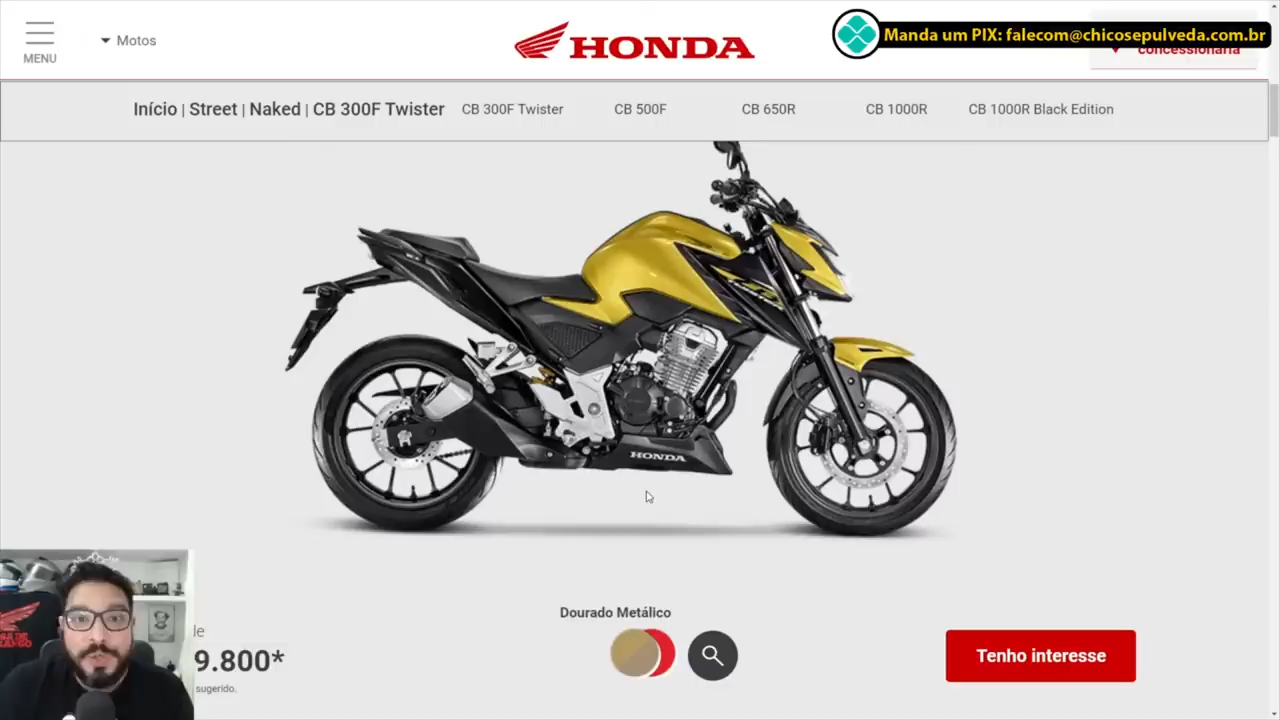 MENU
Motos
HONDA
Manda um PIX: falecom@chicosepulveda.com.br
concessionária
Início | Street | Naked | CB 300F Twister
CB 300F Twister
CB 500F
CB 650R
CB 1000R
CB 1000R Black Edition
HONDA
Dourado Metálico
de
9.800*
sugerido.
Tenho interesse